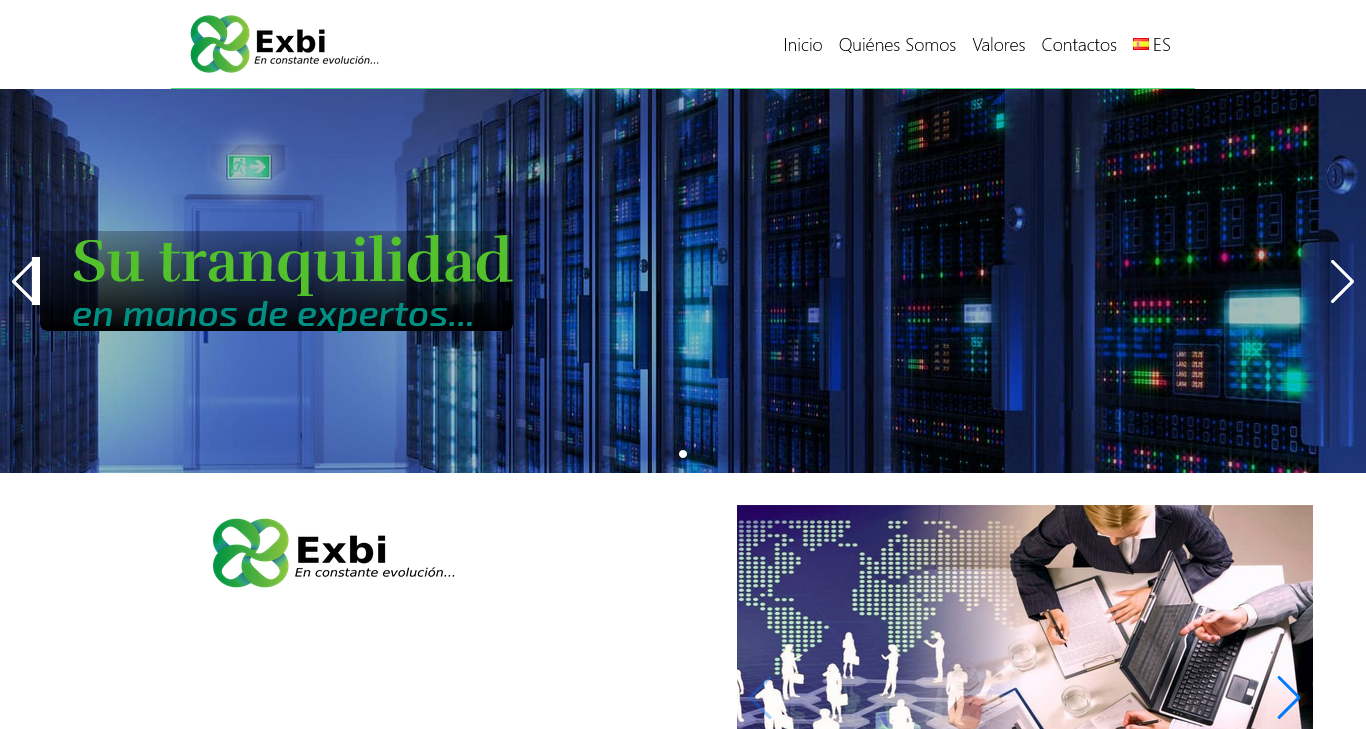 Exbi
En constante evolución...
Inicio Quiénes Somos Valores Contactos ES
Su tranquilidad
en manos de expertos...
Exbi
En constante evolución...